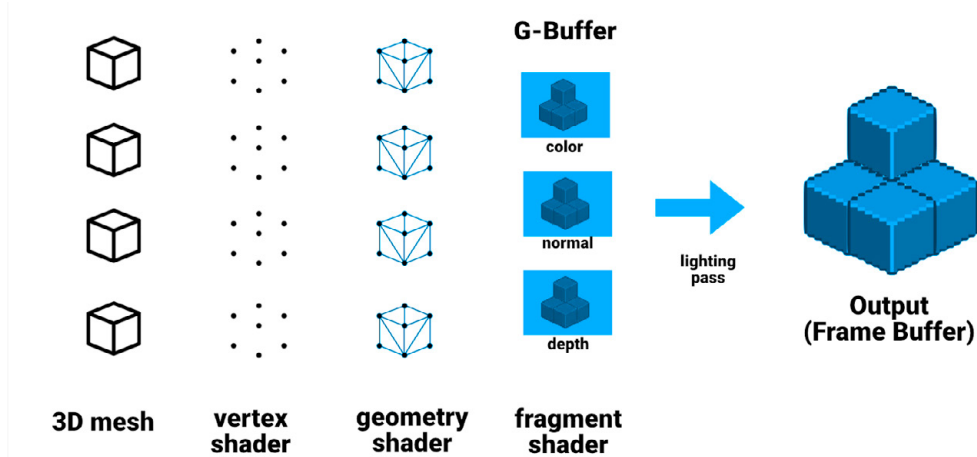 G-Buffer
color
normal
depth
lighting
pass
Output
(Frame Buffer)
3D mesh
vertex
shader
geometry
shader
fragment
shader